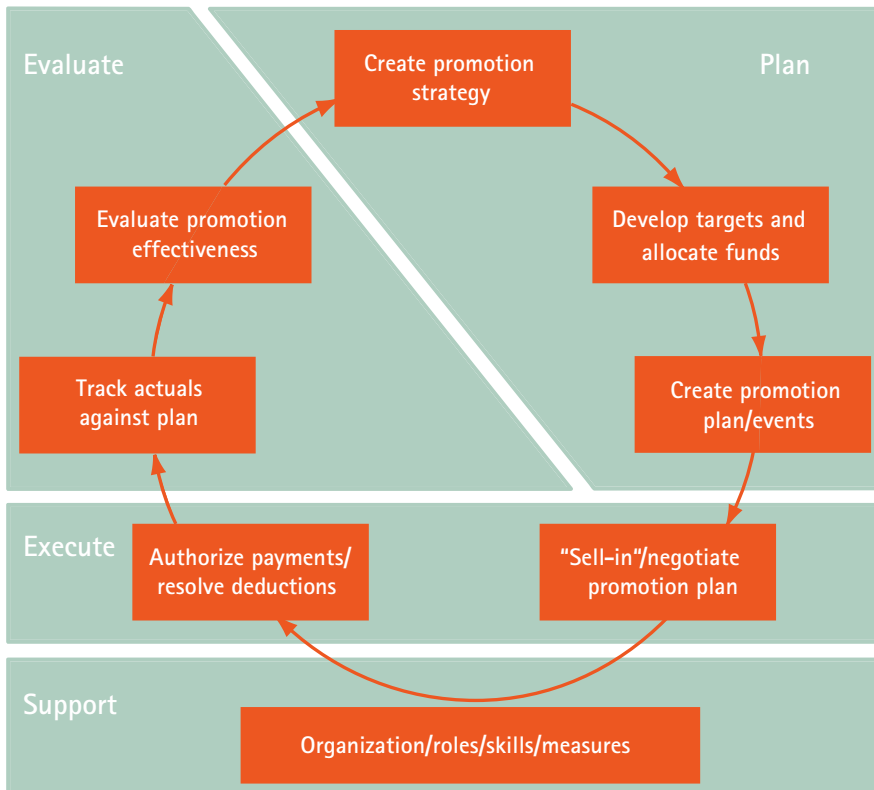 Evaluate
Plan
Create promotion
strategy
Develop targets and
allocate funds
Create promotion
plan/events
Evaluate promotion
effectiveness
Track actuals
against plan
Execute
Authorize payments/
resolve deductions
"Sell-in"/negotiate
promotion plan
Support
Organization/roles/skills/measures